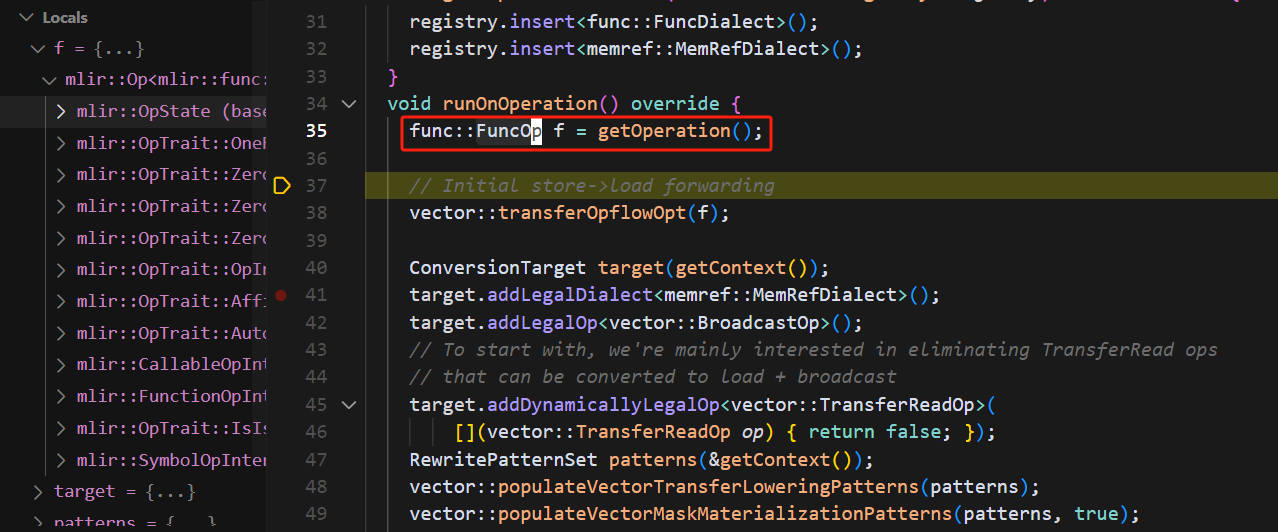 Locals
f = {...}
mlir::Op<mlir::func:
mlir::OpState (base
mlir::OpTrait::OneR
mlir::OpTrait::Zero
mlir::OpTrait::Zero
mlir::OpTrait::Zero
mlir::OpTrait::OpIn
mlir::OpTrait::Affi
mlir::OpTrait::Auto
mlir::CallableOpInt
mlir::FunctionOpInt
mlir::OpTrait::IsIs
mlir::SymbolOpInter
target = {...}
patterns = {...}
31 registry.insert<func::FuncDialect>();
32 registry.insert<memref::MemRefDialect>();
33 }
34 void runOnOperation() override {
35 func::FuncOp f = getOperation();
36
37 // Initial store->load forwarding
38 vector::transferOpflowOpt(f);
39
40 ConversionTarget target(getContext());
41 target.addLegalDialect<memref::MemRefDialect>();
42 target.addLegalOp<vector::BroadcastOp>();
43 // To start with, we're mainly interested in eliminating TransferRead ops
44 // that can be converted to load + broadcast
45 target.addDynamicallyLegalOp<vector::TransferReadOp>(
46 [](vector::TransferReadOp op) { return false; });
47 RewritePatternSet patterns(&getContext());
48 vector::populateVectorTransferLoweringPatterns(patterns);
49 vector::populateVectorMaskMaterializationPatterns(patterns, true);